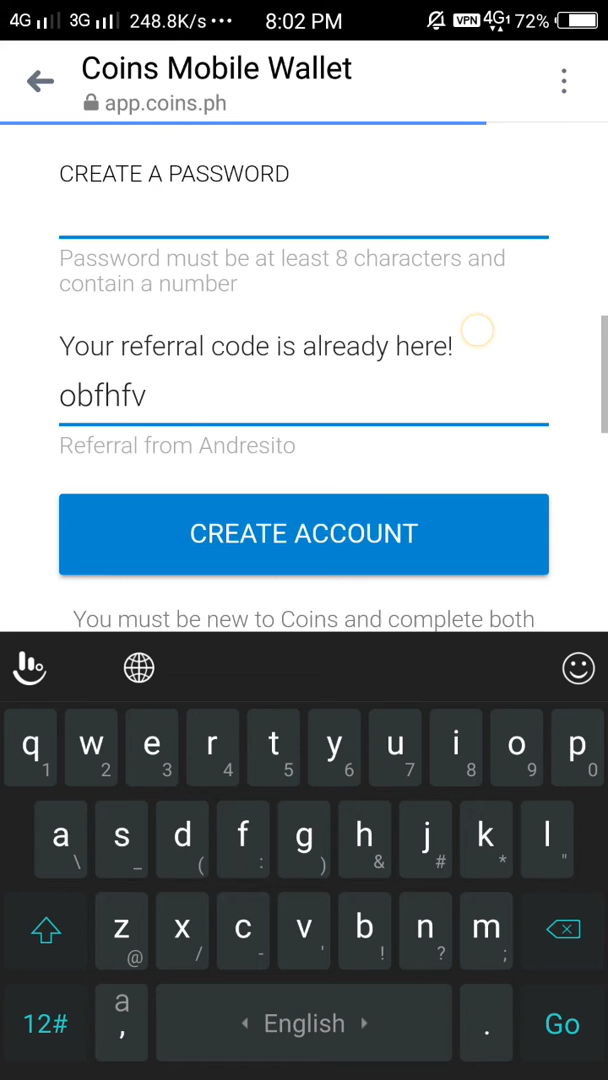 4G 3G 248.8K/s ... 8:02 PM VPN 4G1 72%
Coins Mobile Wallet
app.coins.ph
CREATE A PASSWORD
Password must be at least 8 characters and
contain a number
Your referral code is already here!
obfhfv
Referral from Andresito
CREATE ACCOUNT
You must be new to Coins and complete both
q w e r t y u i o p
1 2 3 4 5 6 7 8 9 0
a s d f g h j k l
\ _ ( : ) & # * "
z x c v b n m
@ / - ' ! ? ;
12# a , English . Go